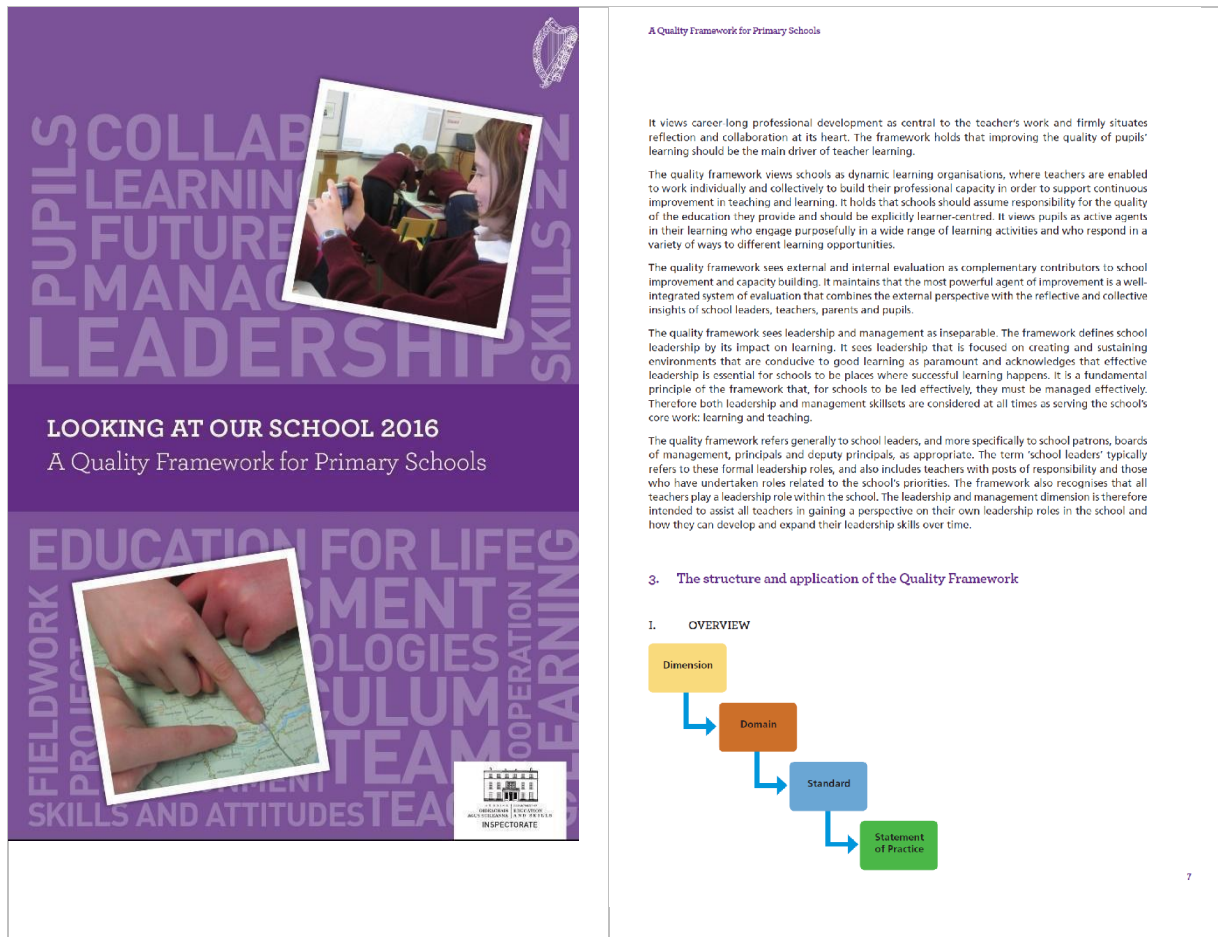 PUPILS
COLLAB
LEARNIN
FUTURE
MANAG
LEADERSHIP
SKILLS
LOOKING AT OUR SCHOOL 2016
A Quality Framework for Primary Schools
EDUCATION FOR LIFE
SMENT
OLOGIES
CULUM
TEAM
FIELDWORK
PROJECT
OOPERATION
LEARNING
SKILLS AND ATTITUDES TEAC
INSPECTORATE
A Quality Framework for Primary Schools
It views career-long professional development as central to the teacher's work and firmly situates
reflection and collaboration at its heart. The framework holds that improving the quality of pupils'
learning should be the main driver of teacher learning.
The quality framework views schools as dynamic learning organisations, where teachers are enabled
to work individually and collectively to build their professional capacity in order to support continuous
improvement in teaching and learning. It holds that schools should assume responsibility for the quality
of the education they provide and should be explicitly learner-centred. It views pupils as active agents
in their learning who engage purposefully in a wide range of learning activities and who respond in a
variety of ways to different learning opportunities.
The quality framework sees external and internal evaluation as complementary contributors to school
improvement and capacity building. It maintains that the most powerful agent of improvement is a well-
integrated system of evaluation that combines the external perspective with the reflective and collective
insights of school leaders, teachers, parents and pupils.
The quality framework sees leadership and management as inseparable. The framework defines school
leadership by its impact on learning. It sees leadership that is focused on creating and sustaining
environments that are conducive to good learning as paramount and acknowledges that effective
leadership is essential for schools to be places where successful learning happens. It is a fundamental
principle of the framework that, for schools to be led effectively, they must be managed effectively.
Therefore both leadership and management skillsets are considered at all times as serving the school's
core work: learning and teaching.
The quality framework refers generally to school leaders, and more specifically to school patrons, boards
of management, principals and deputy principals, as appropriate. The term 'school leaders' typically
refers to these formal leadership roles, and also includes teachers with posts of responsibility and those
who have undertaken roles related to the school's priorities. The framework also recognises that all
teachers play a leadership role within the school. The leadership and management dimension is therefore
intended to assist all teachers in gaining a perspective on their own leadership roles in the school and
how they can develop and expand their leadership skills over time.
3. The structure and application of the Quality Framework
I. OVERVIEW
Dimension
Domain
Standard
Statement
of Practice
7